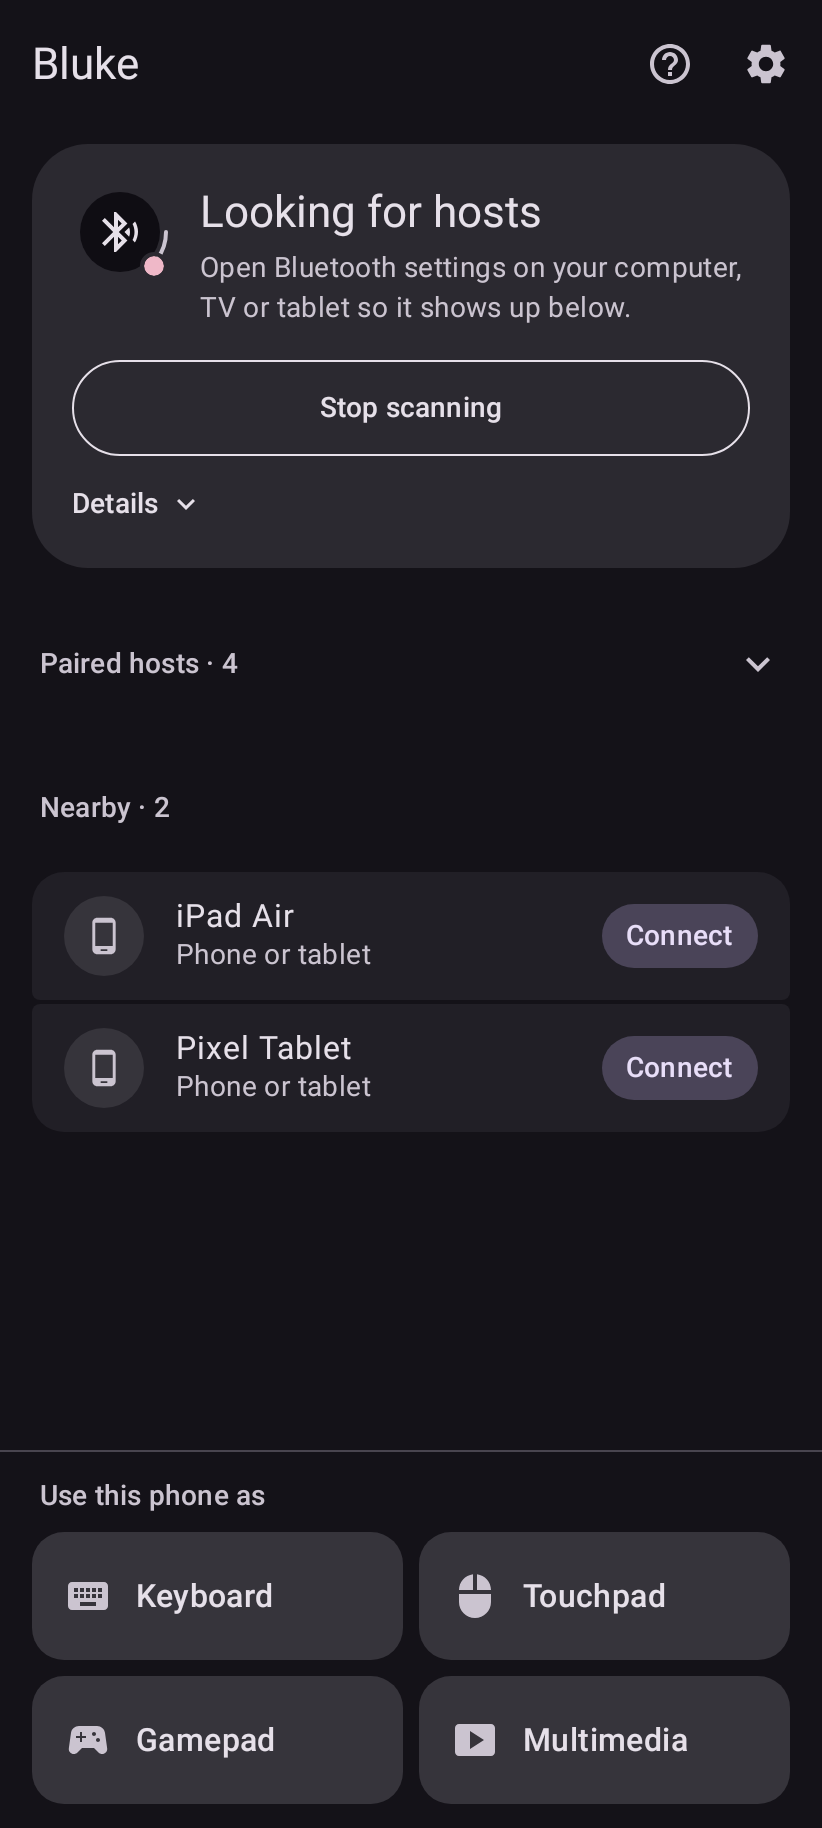 Bluke
Looking for hosts
Open Bluetooth settings on your computer,
TV or tablet so it shows up below.
Stop scanning
Details
Paired hosts · 4
Nearby · 2
iPad Air
Phone or tablet
Connect
Pixel Tablet
Phone or tablet
Connect
Use this phone as
Keyboard
Touchpad
Gamepad
Multimedia